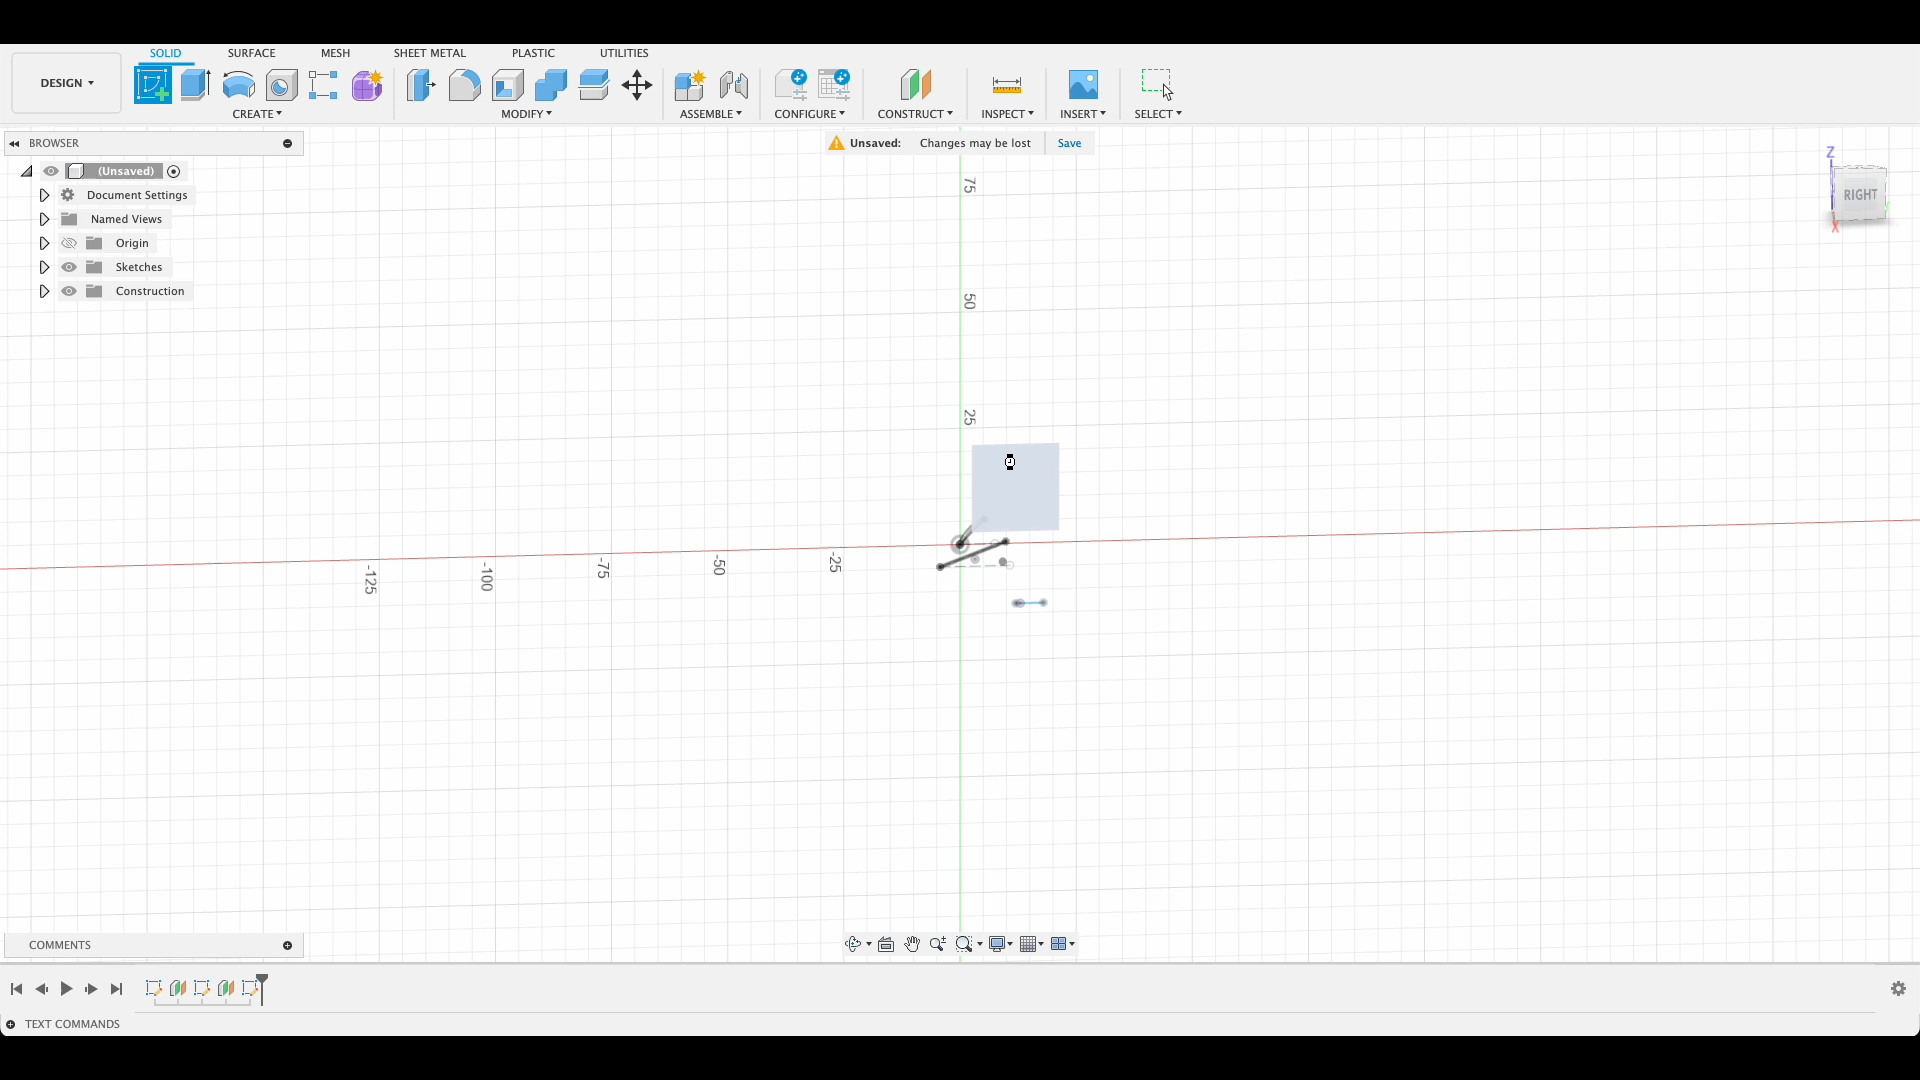 SOLID SURFACE MESH SHEET METAL PLASTIC UTILITIES
DESIGN
CREATE MODIFY ASSEMBLE CONFIGURE CONSTRUCT INSPECT INSERT SELECT
BROWSER
Unsaved: Changes may be lost Save
(Unsaved)
Document Settings
Named Views
Origin
Sketches
Construction
Z
RIGHT
X
75
50
25
-125
-100
-75
-50
-25
COMMENTS
TEXT COMMANDS